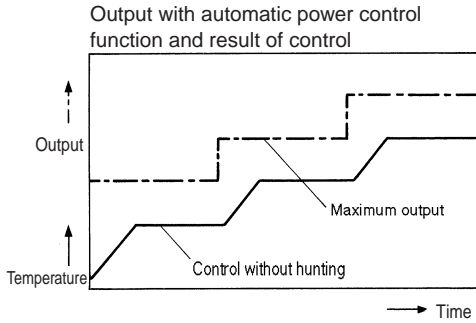 Output with automatic power control
function and result of control
Output
Maximum output
Control without hunting
Temperature
Time